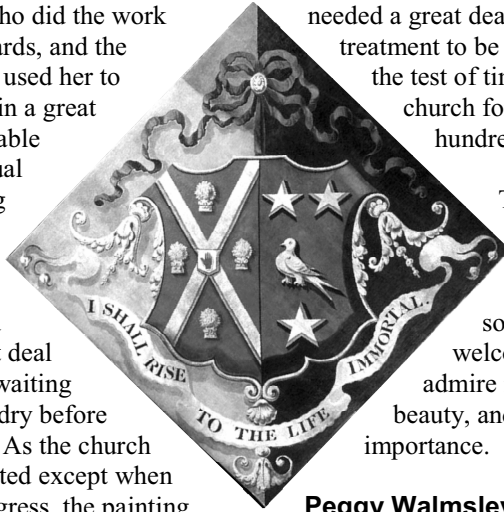 ho did the work
ards, and the
used her to
in a great
able
ual
g
t deal
waiting
dry before
As the church
ted except when
gress, the painting
I SHALL RISE
TO THE LIFE
IMMORTAL.
needed a great dea
treatment to be
the test of ti
church fo
hundre
T
so
welc
admire
beauty, and
importance.
Peggy Walmsley